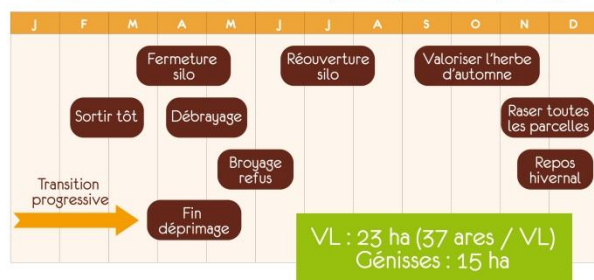 J F M A M J J A S O N D
Fermeture
silo
Réouverture
silo
Valoriser l'herbe
d'automne
Sortir tôt
Débrayage
Raser toutes
les parcelles
Broyage
refus
Repos
hivernal
Transition
progressive
Fin
déprimage
VL : 23 ha (37 ares / VL)
Génisses : 15 ha